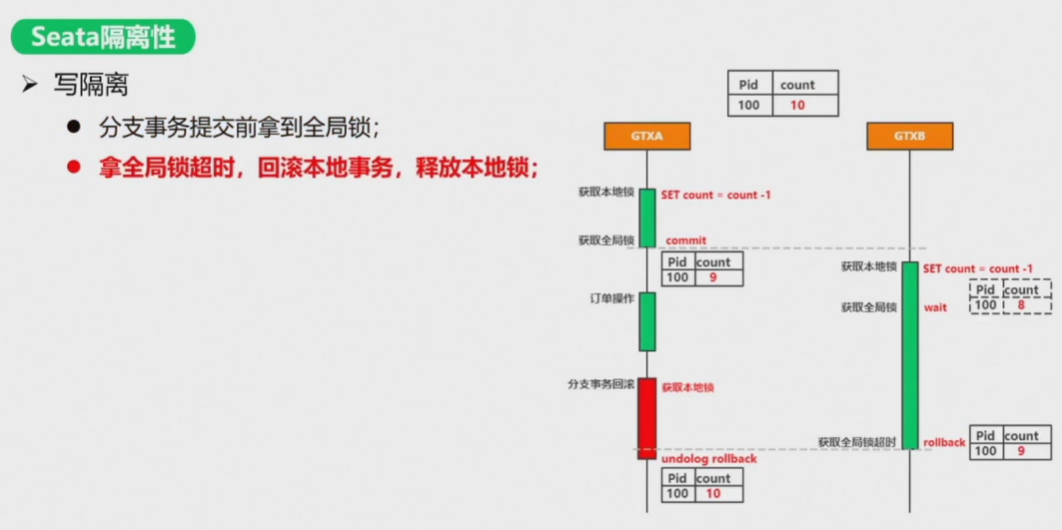 Seata隔离性
➢ 写隔离
● 分支事务提交前拿到全局锁；
● 拿全局锁超时，回滚本地事务，释放本地锁；
Pid count
100 10
GTXA
GTXB
获取本地锁 SET count = count -1
获取全局锁 commit
Pid count
100 9
获取本地锁 SET count = count -1
Pid count
100 8
订单操作
获取全局锁 wait
分支事务回滚 获取本地锁
获取全局锁超时 rollback
Pid count
100 9
undolog rollback
Pid count
100 10